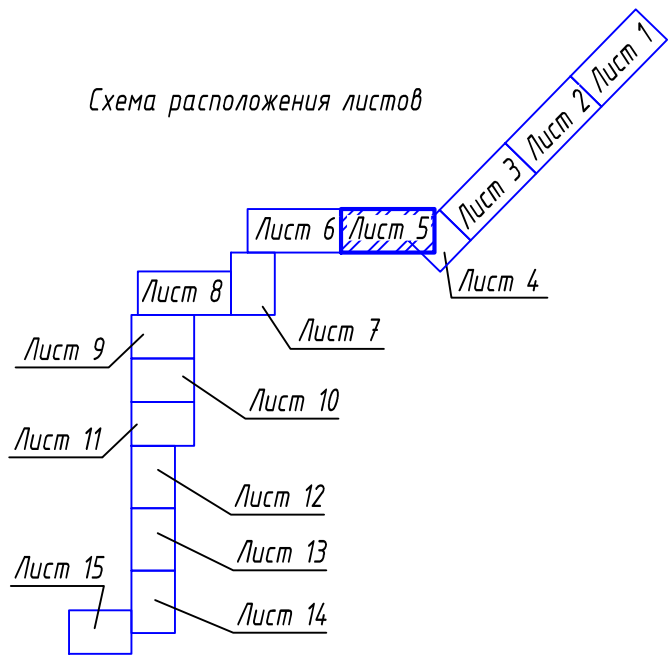 Схема расположения листов
Лист 1
Лист 2
Лист 3
Лист 4
Лист 5
Лист 6
Лист 7
Лист 8
Лист 9
Лист 10
Лист 11
Лист 12
Лист 13
Лист 14
Лист 15